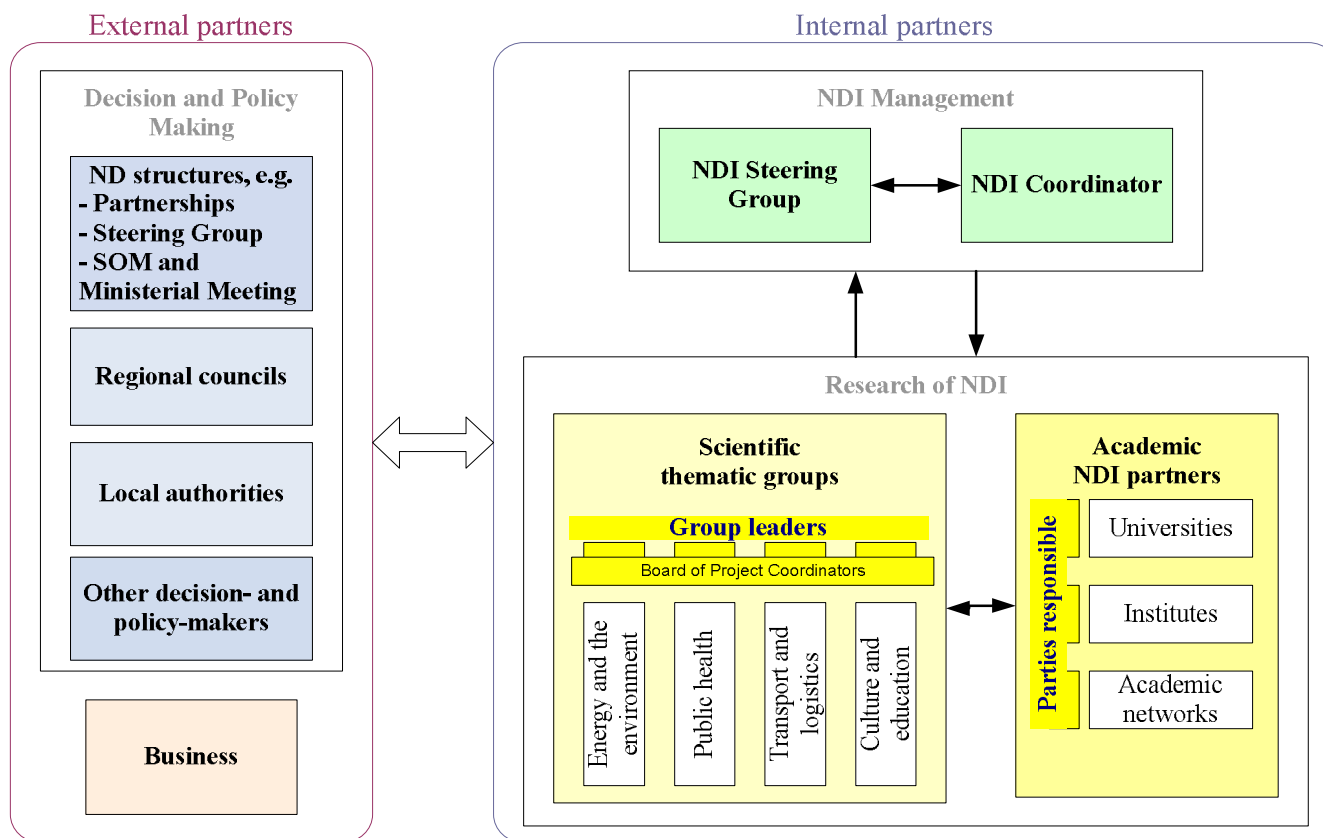 External partners
Decision and Policy
Making
ND structures, e.g.
- Partnerships
- Steering Group
- SOM and
Ministerial Meeting
Regional councils
Local authorities
Other decision- and
policy-makers
Business
Internal partners
NDI Management
NDI Steering
Group
NDI Coordinator
Research of NDI
Scientific
thematic groups
Group leaders
Board of Project Coordinators
Energy and the
environment
Public health
Transport and
logistics
Culture and
education
Academic
NDI partners
Parties responsible
Universities
Institutes
Academic
networks